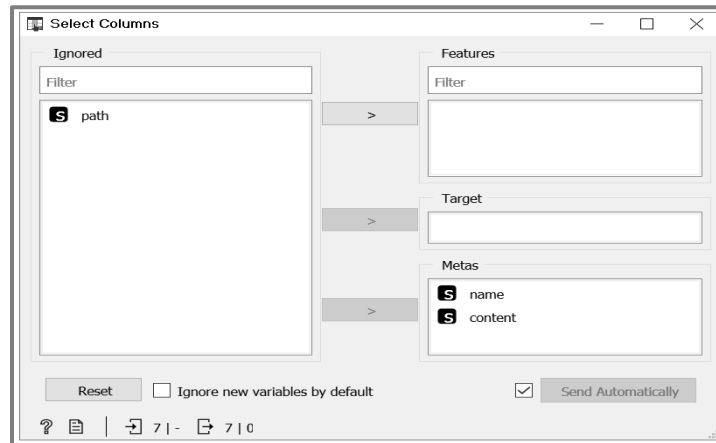 Select Columns
Ignored
Filter
S path
>
>
>
Features
Filter
Target
Metas
S name
S content
Reset
Ignore new variables by default
Send Automatically
? 7 | - 7 | 0